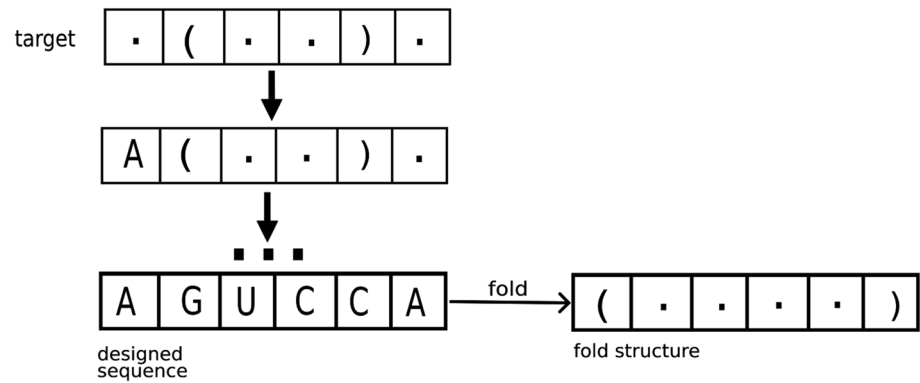 target . ( . . ) .
A ( . . ) .
...
A G U C C A fold ( . . . . )
designed
sequence
fold structure